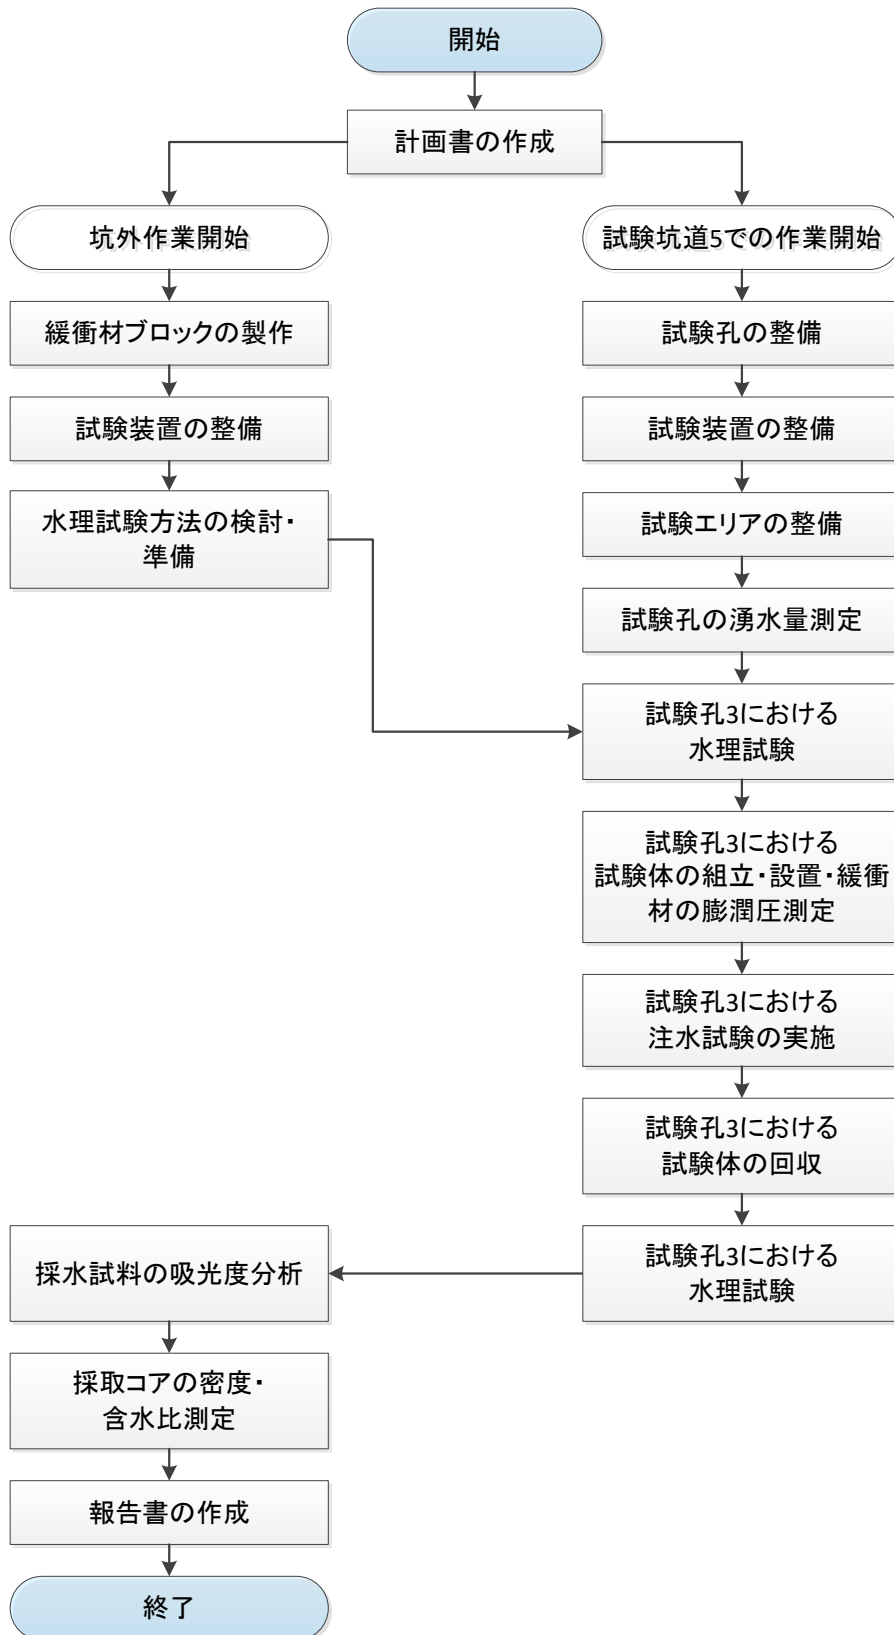 開始
計画書の作成
坑外作業開始
緩衝材ブロックの製作
試験装置の整備
水理試験方法の検討・
準備
試験坑道5での作業開始
試験孔の整備
試験装置の整備
試験エリアの整備
試験孔の湧水量測定
試験孔3における
水理試験
試験孔3における
試験体の組立・設置・緩衝
材の膨潤圧測定
試験孔3における
注水試験の実施
試験孔3における
試験体の回収
試験孔3における
水理試験
採水試料の吸光度分析
採取コアの密度・
含水比測定
報告書の作成
終了